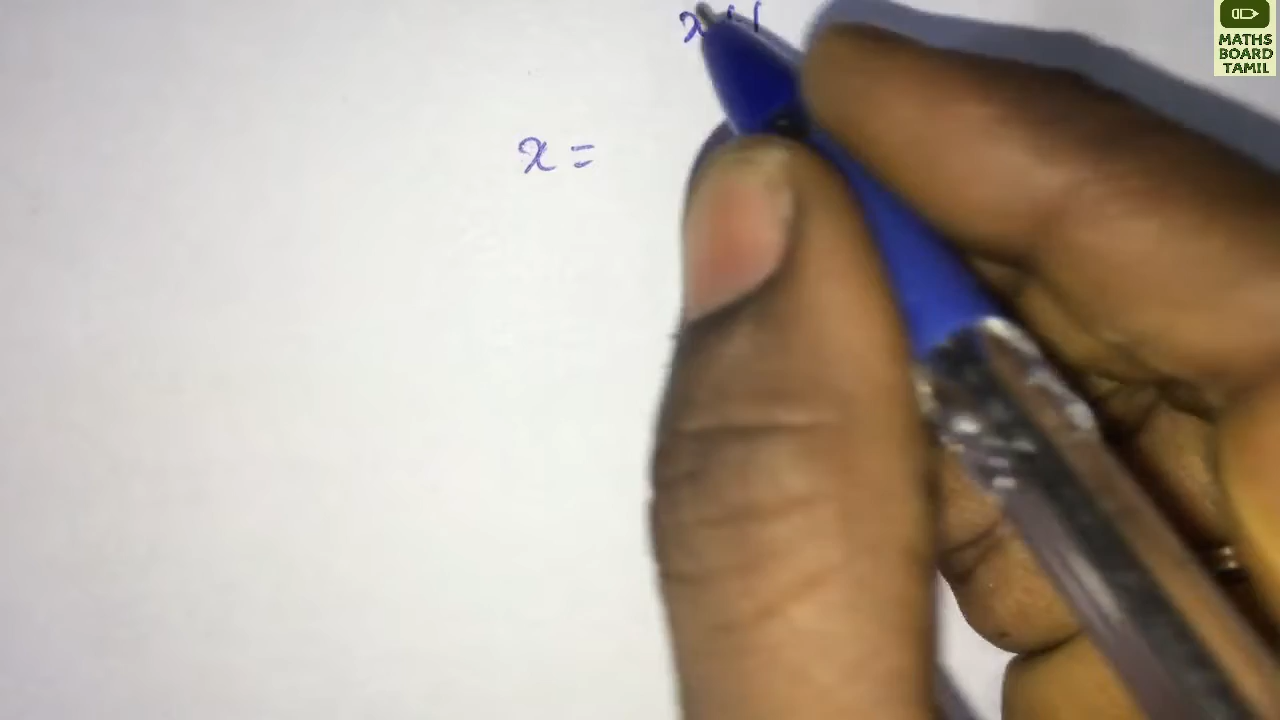 x
x =
MATHS
BOARD
TAMIL